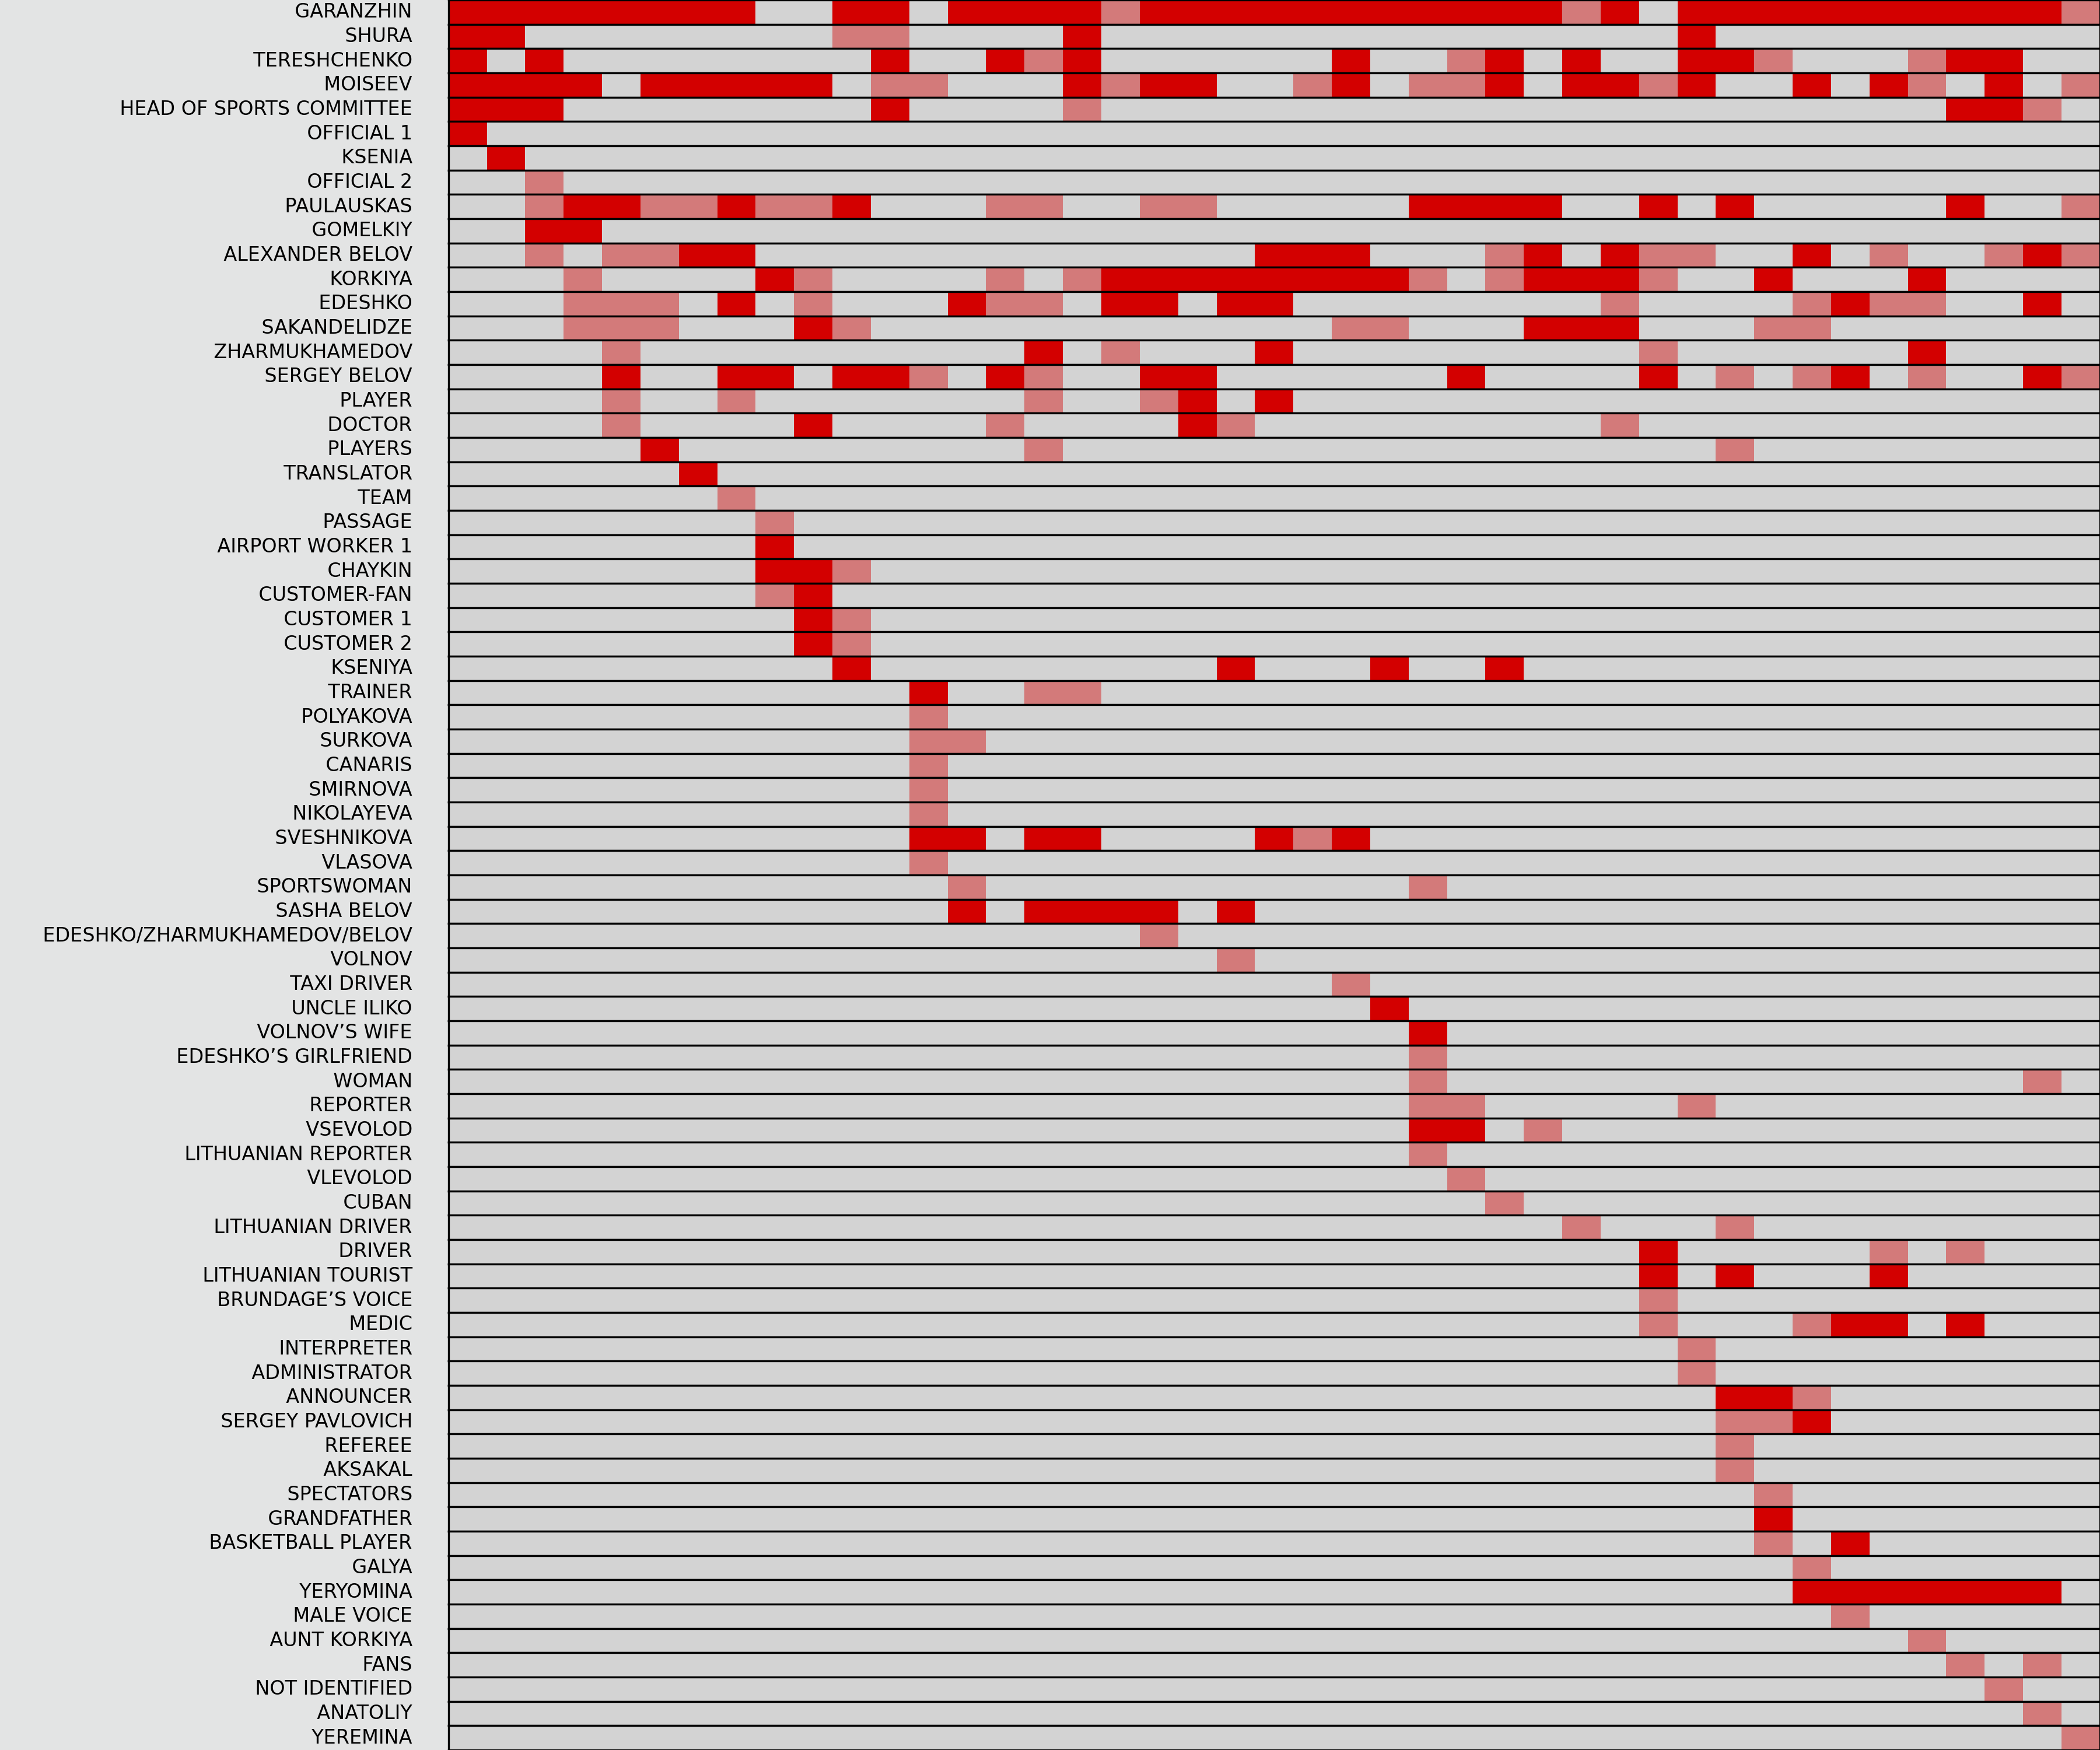 GARANZHIN
SHURA
TERESHCHENKO
MOISEEV
HEAD OF SPORTS COMMITTEE
OFFICIAL 1
KSENIA
OFFICIAL 2
PAULAUSKAS
GOMELKIY
ALEXANDER BELOV
KORKIYA
EDESHKO
SAKANDELIDZE
ZHARMUKHAMEDOV
SERGEY BELOV
PLAYER
DOCTOR
PLAYERS
TRANSLATOR
TEAM
PASSAGE
AIRPORT WORKER 1
CHAYKIN
CUSTOMER-FAN
CUSTOMER 1
CUSTOMER 2
KSENIYA
TRAINER
POLYAKOVA
SURKOVA
CANARIS
SMIRNOVA
NIKOLAYEVA
SVESHNIKOVA
VLASOVA
SPORTSWOMAN
SASHA BELOV
EDESHKO/ZHARMUKHAMEDOV/BELOV
VOLNOV
TAXI DRIVER
UNCLE ILIKO
VOLNOV’S WIFE
EDESHKO’S GIRLFRIEND
WOMAN
REPORTER
VSEVOLOD
LITHUANIAN REPORTER
VLEVOLOD
CUBAN
LITHUANIAN DRIVER
DRIVER
LITHUANIAN TOURIST
BRUNDAGE’S VOICE
MEDIC
INTERPRETER
ADMINISTRATOR
ANNOUNCER
SERGEY PAVLOVICH
REFEREE
AKSAKAL
SPECTATORS
GRANDFATHER
BASKETBALL PLAYER
GALYA
YERYOMINA
MALE VOICE
AUNT KORKIYA
FANS
NOT IDENTIFIED
ANATOLIY
YEREMINA